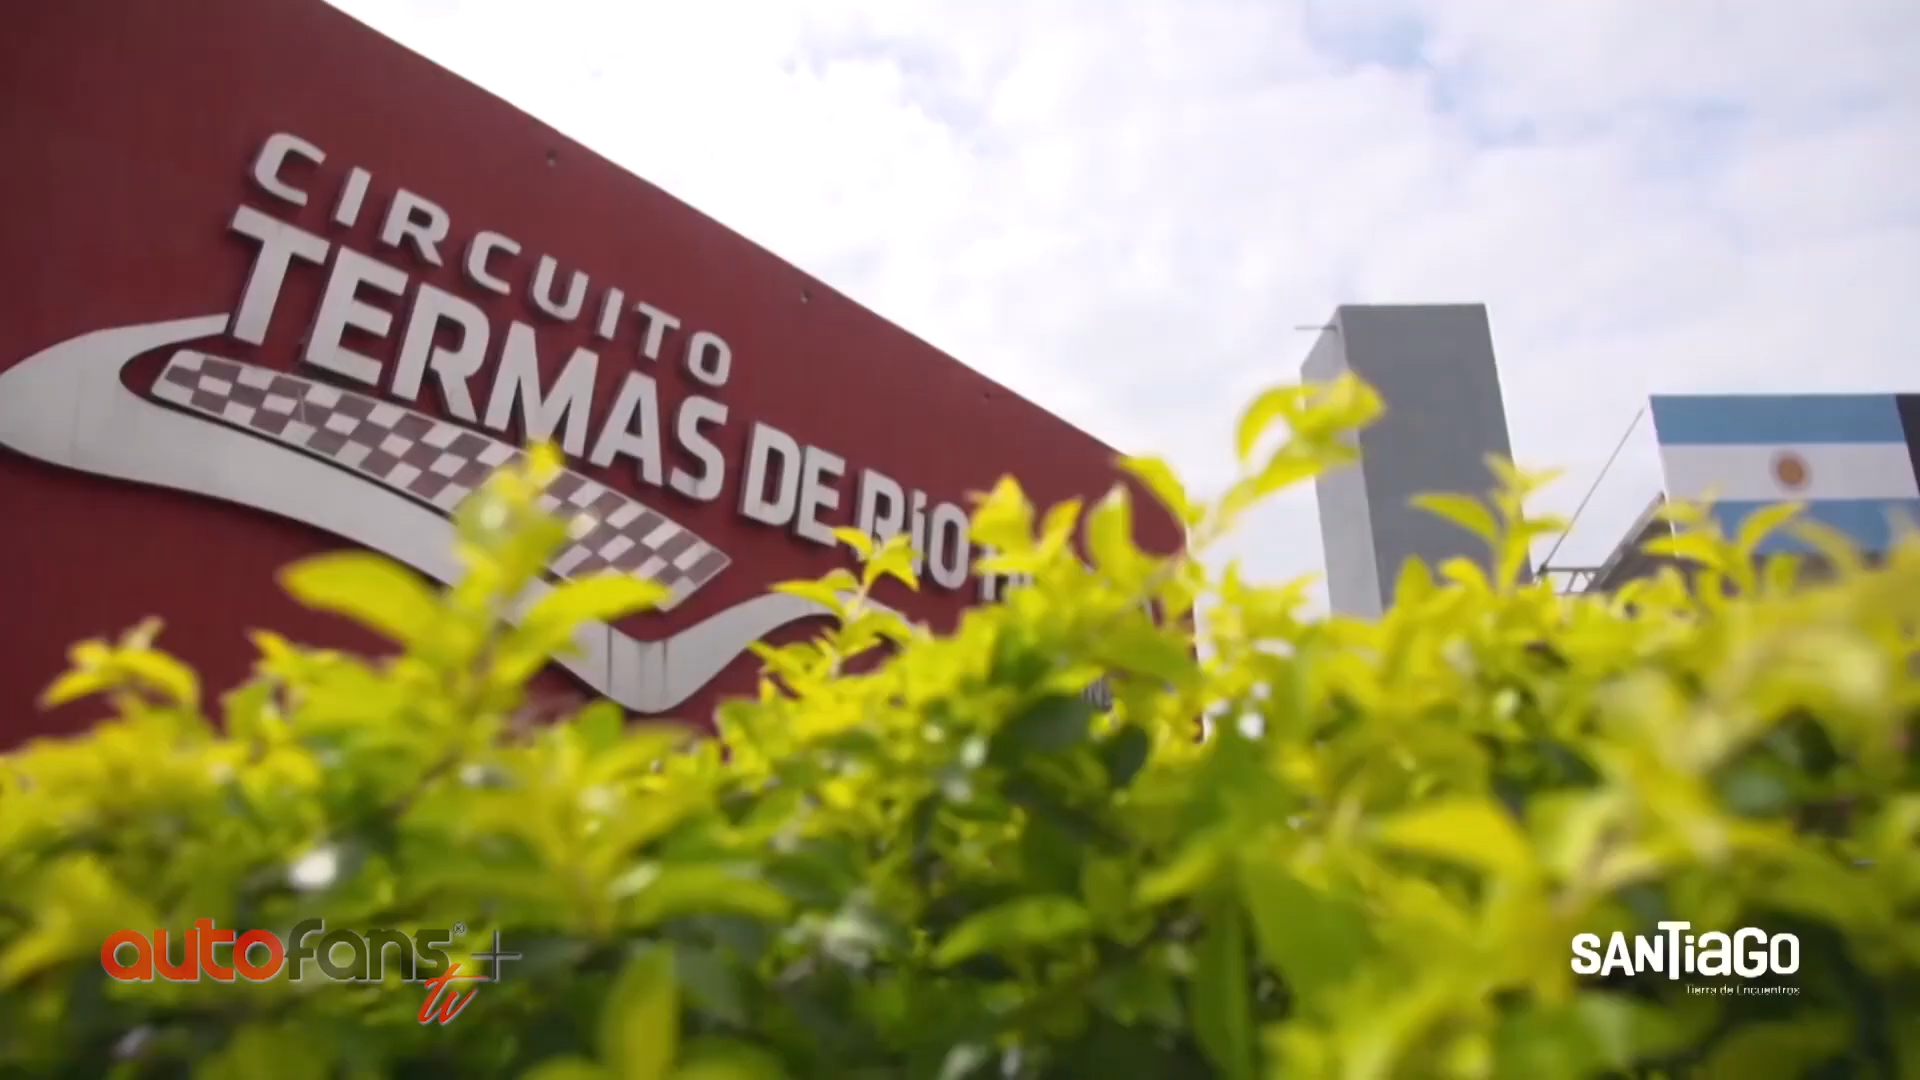 CIRCUITO
TERMAS DE RÍO
autofans®+
tv
SANTIAGO
Tierra de Encuentros